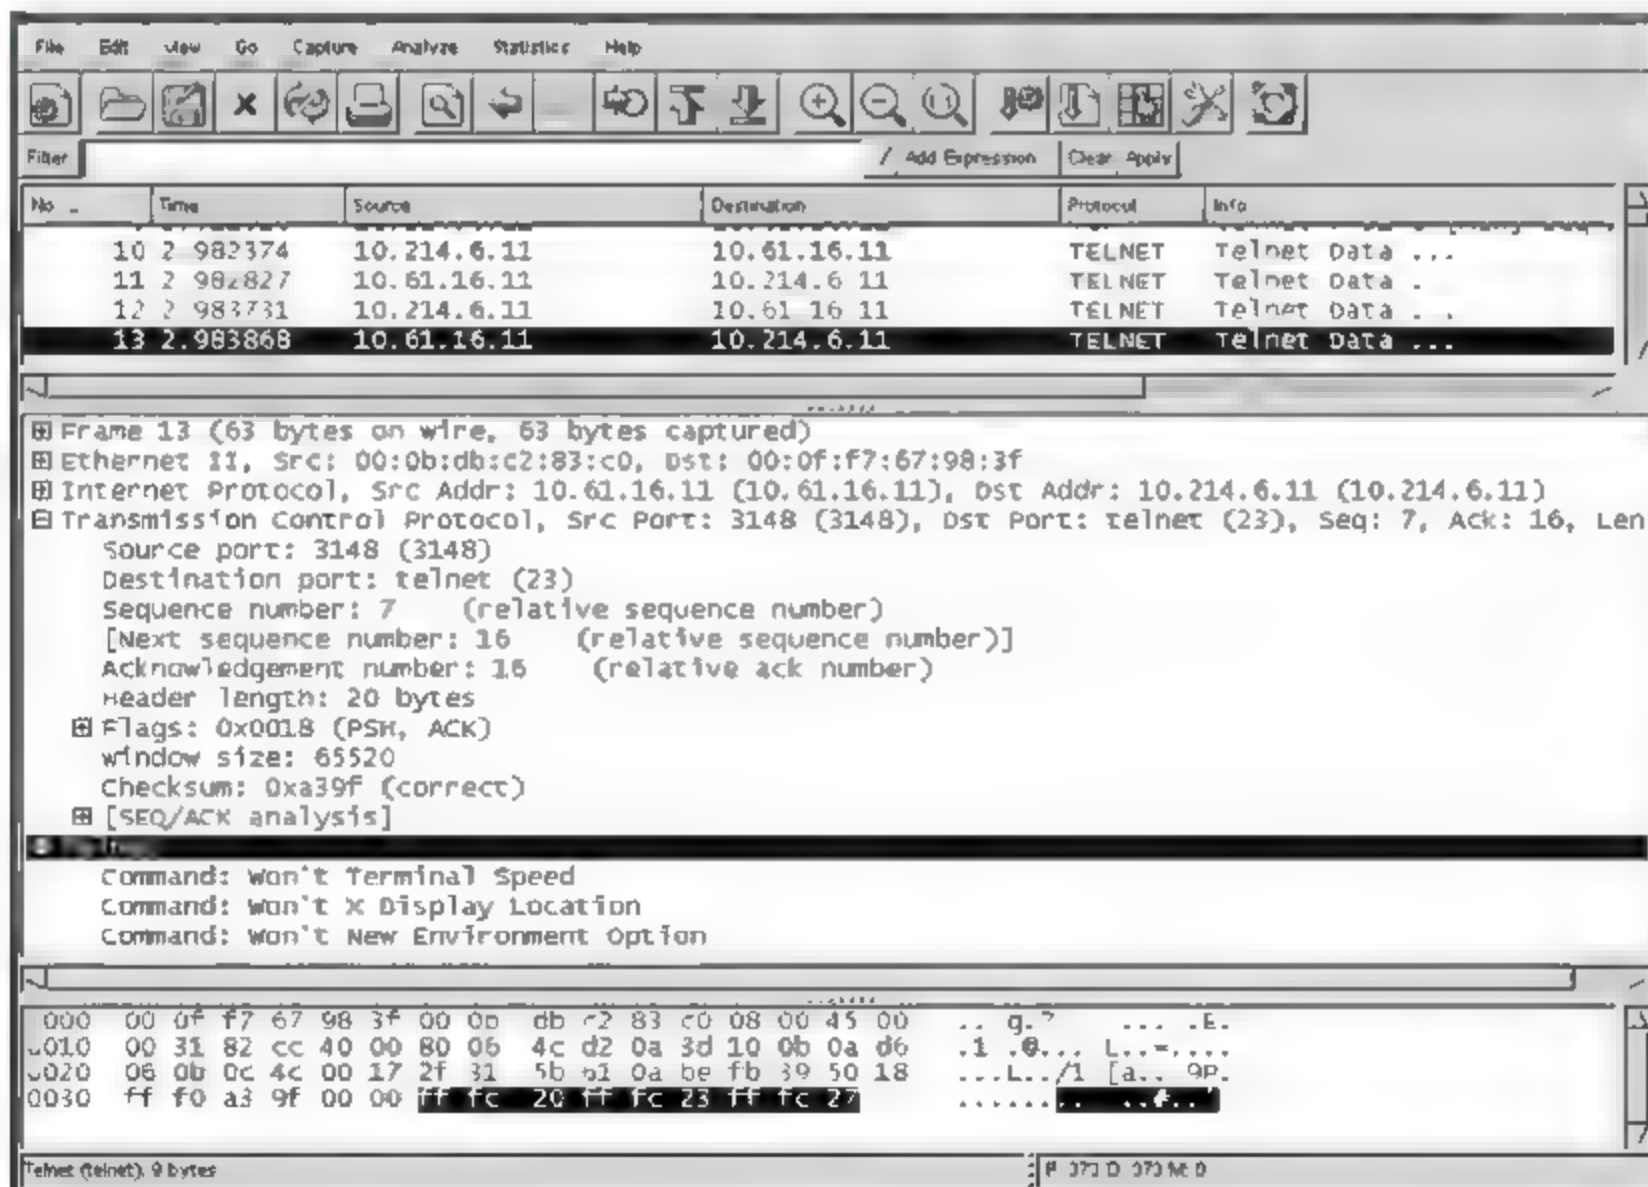 File Edit View Go Capture Analyze Statistics Help
Filter / Add Expression Clear Apply
No Time Source Destination Protocol Info
10 2 982374 10.214.6.11 10.61.16.11 TELNET Telnet Data ...
11 2 982827 10.61.16.11 10.214.6 11 TELNET Telnet Data .
12 2 983731 10.214.6.11 10.61 16 11 TELNET Telnet Data . .
13 2.983868 10.61.16.11 10.214.6.11 TELNET Telnet Data ...
Frame 13 (63 bytes on wire, 63 bytes captured)
Ethernet II, Src: 00:0b:db:c2:83:c0, Dst: 00:0f:f7:67:98:3f
Internet Protocol, Src Addr: 10.61.16.11 (10.61.16.11), Dst Addr: 10.214.6.11 (10.214.6.11)
Transmission Control Protocol, Src Port: 3148 (3148), Dst Port: telnet (23), Seq: 7, Ack: 16, Len
Source port: 3148 (3148)
Destination port: telnet (23)
Sequence number: 7 (relative sequence number)
[Next sequence number: 16 (relative sequence number)]
Acknowledgement number: 16 (relative ack number)
Header length: 20 bytes
Flags: 0x0018 (PSH, ACK)
window size: 65520
Checksum: 0xa39f (correct)
[SEQ/ACK analysis]
Command: Won't Terminal Speed
Command: Won't X Display Location
Command: Won't New Environment Option
000 00 0f f7 67 98 3f 00 0b db c2 83 c0 08 00 45 00 .. g.? ... .E.
0010 00 31 82 cc 40 00 80 06 4c d2 0a 3d 10 0b 0a d6 .1 .@... L..=....
0020 06 0b 0c 4c 00 17 2f 31 5b 61 0a be fb 39 50 18 ...L../1 [a.. 9P.
0030 ff f0 a3 9f 00 00 ff fc 20 ff fc 23 ff fc 27 ........ ..#..'
Telnet (telnet), 9 bytes